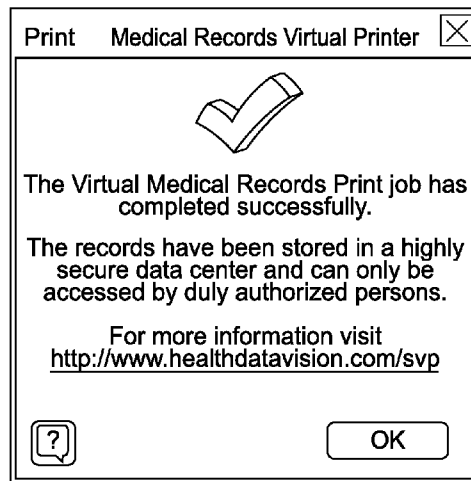 Print Medical Records Virtual Printer
The Virtual Medical Records Print job has
completed successfully.
The records have been stored in a highly
secure data center and can only be
accessed by duly authorized persons.
For more information visit
http://www.healthdatavision.com/svp
?
OK